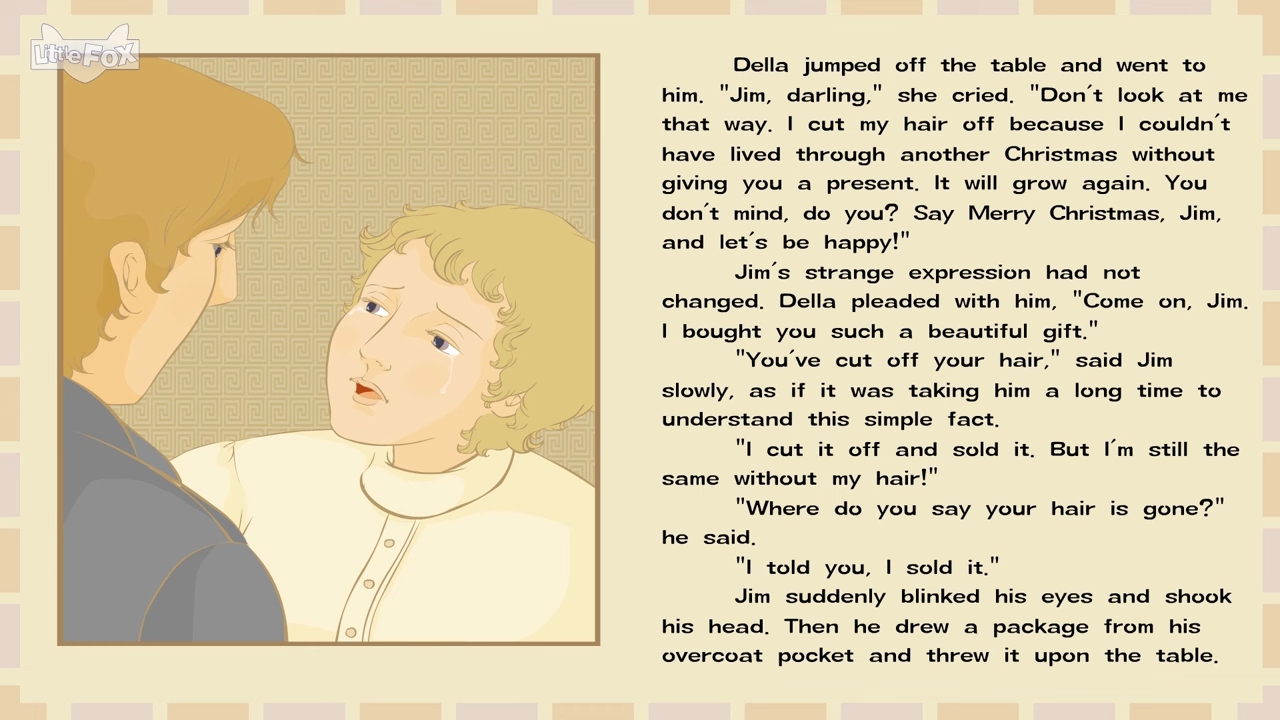 Little Fox
Della jumped off the table and went to
him. "Jim, darling," she cried. "Don't look at me
that way. I cut my hair off because I couldn't
have lived through another Christmas without
giving you a present. It will grow again. You
don't mind, do you? Say Merry Christmas, Jim,
and let's be happy!"
Jim's strange expression had not
changed. Della pleaded with him, "Come on, Jim.
I bought you such a beautiful gift."
"You've cut off your hair," said Jim
slowly, as if it was taking him a long time to
understand this simple fact.
"I cut it off and sold it. But I'm still the
same without my hair!"
"Where do you say your hair is gone?"
he said.
"I told you, I sold it."
Jim suddenly blinked his eyes and shook
his head. Then he drew a package from his
overcoat pocket and threw it upon the table.